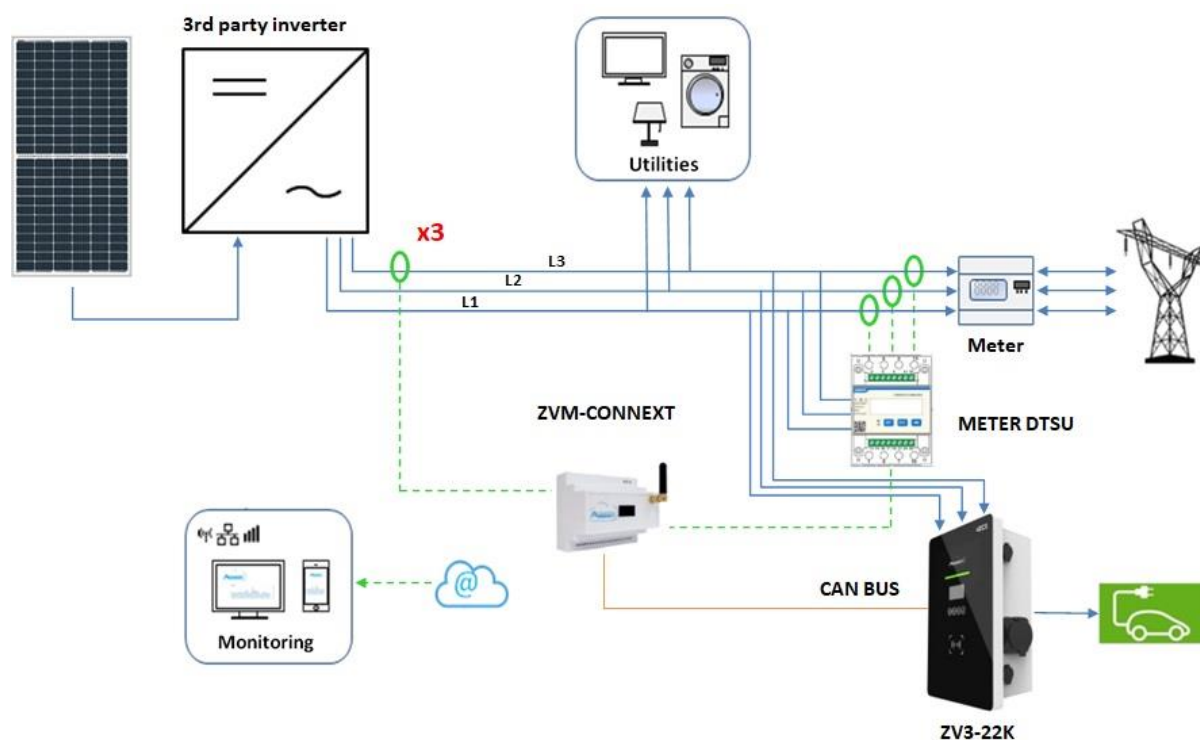 3rd party inverter
Utilities
x3
L3
L2
L1
Meter
ZVM-CONNEXT
METER DTSU
@
CAN BUS
Monitoring
ZV3-22K